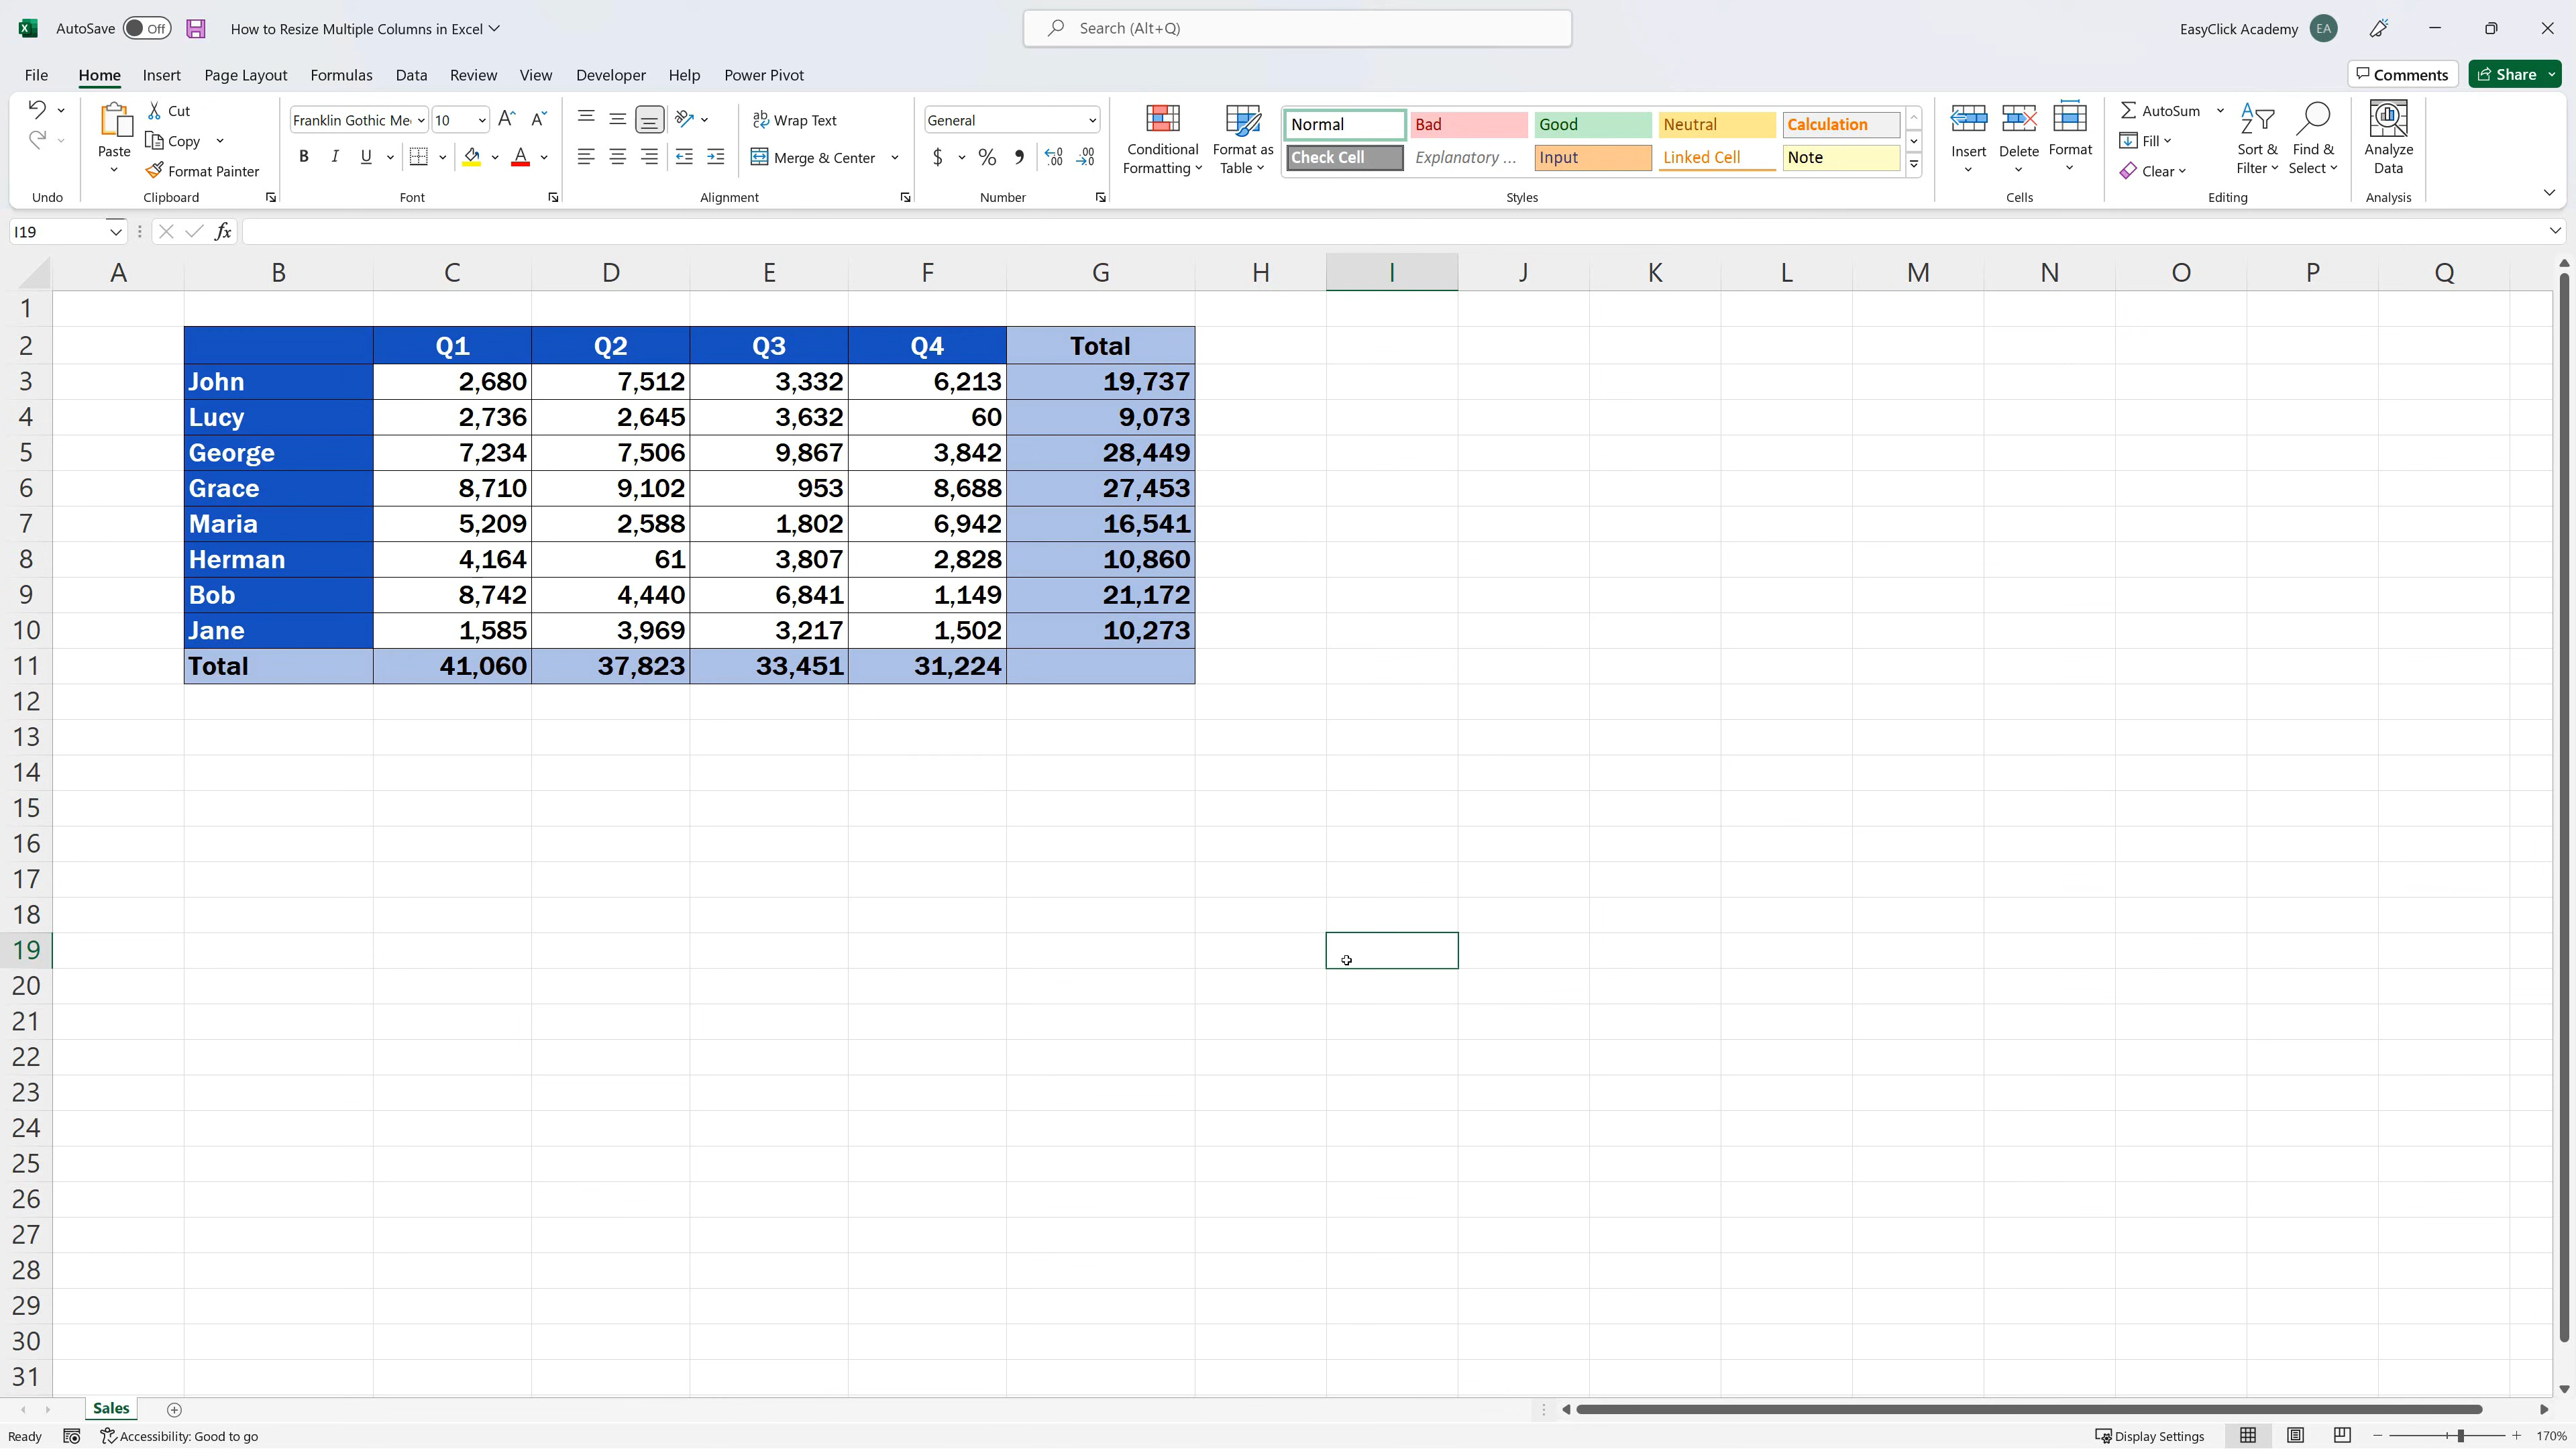 AutoSave Off How to Resize Multiple Columns in Excel Search (Alt+Q) EasyClick Academy EA
File Home Insert Page Layout Formulas Data Review View Developer Help Power Pivot Comments Share
Cut
Copy
Format Painter
Paste
Undo Clipboard
Franklin Gothic Me 10
B I U
Font
Wrap Text
Merge & Center
Alignment
General
$ % 9 .00
Number
Conditional Formatting
Format as Table
Normal Bad Good Neutral Calculation
Check Cell Explanatory ... Input Linked Cell Note
Styles
Insert Delete Format
Cells
AutoSum
Fill
Clear
Sort & Filter
Find & Select
Editing
Analyze Data
Analysis
I19 fx
A B C D E F G H I J K L M N O P Q
1
2 Q1 Q2 Q3 Q4 Total
3 John 2,680 7,512 3,332 6,213 19,737
4 Lucy 2,736 2,645 3,632 60 9,073
5 George 7,234 7,506 9,867 3,842 28,449
6 Grace 8,710 9,102 953 8,688 27,453
7 Maria 5,209 2,588 1,802 6,942 16,541
8 Herman 4,164 61 3,807 2,828 10,860
9 Bob 8,742 4,440 6,841 1,149 21,172
10 Jane 1,585 3,969 3,217 1,502 10,273
11 Total 41,060 37,823 33,451 31,224
12
13
14
15
16
17
18
19
20
21
22
23
24
25
26
27
28
29
30
31
Sales
Ready Accessibility: Good to go Display Settings 170%